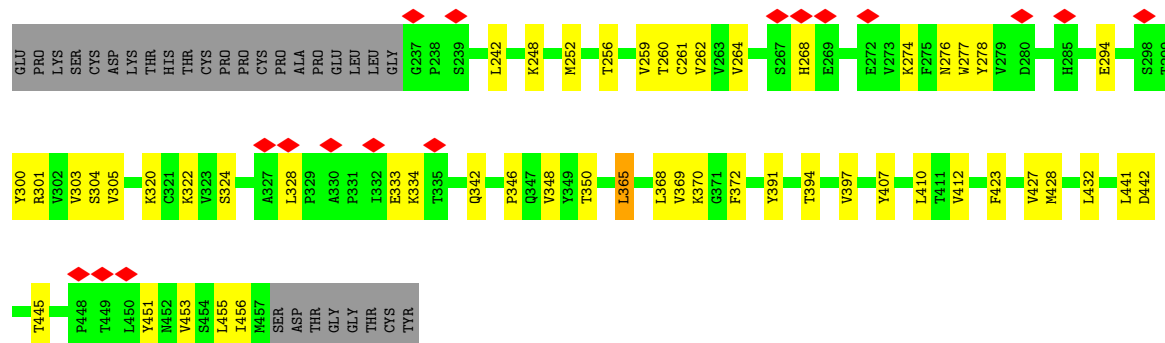 GLU PRO LYS SER CYS ASP LYS THR HIS THR CYS PRO PRO CYS PRO ALA PRO GLU LEU LEU GLY G237 P238 S239 L242 K248 M252 T256 V259 T260 C261 V262 V263 V264 S267 H268 E269 E272 V273 K274 F275 N276 W277 Y278 V279 D280 H285 E294 S298 T299
Y300 R301 V302 V303 S304 V305 K320 C321 K322 V323 S324 A327 L328 P329 A330 P331 I332 E333 K334 T335 Q342 P346 Q347 V348 Y349 T350 L365 L368 V369 K370 G371 F372 Y391 T394 V397 Y407 L410 T411 V412 F423 V427 M428 L432 L441 D442
T445 P448 T449 L450 Y451 N452 V453 S454 L455 I456 M457 SER ASP THR GLY GLY THR CYS TYR